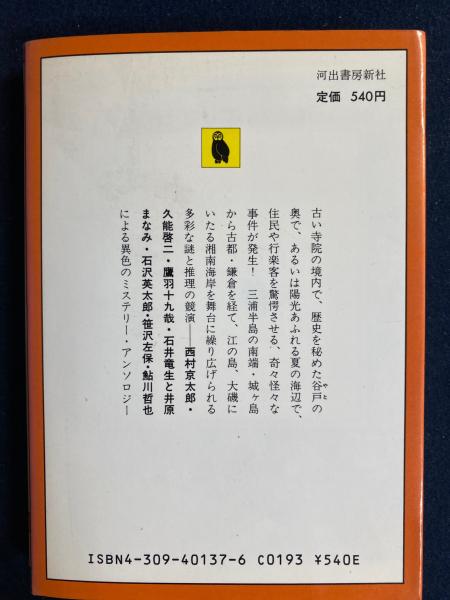 河出書房新社
定価 540円
古い寺院の境内で、歴史を秘めた谷戸の
やと
奥で、あるいは陽光あふれる夏の海辺で、
住民や行楽客を驚愕させる、奇々怪々な
事件が発生! 三浦半島の南端・城ヶ島
から古都・鎌倉を経て、江の島、大磯に
いたる湘南海岸を舞台に繰り広げられる
多彩な謎と推理の競演——西村京太郎・
久能啓二・鷹羽十九哉・石井竜生と井原
まなみ・石沢英太郎・笹沢左保・鮎川哲也
による異色のミステリー・アンソロジー
ISBN4-309-40137-6 C0193 ¥540E